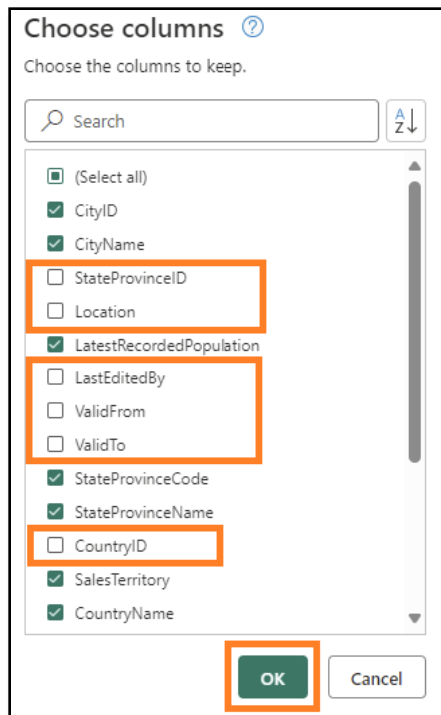 Choose columns
Choose the columns to keep.
Search
(Select all)
CityID
CityName
StateProvinceID
Location
LatestRecordedPopulation
LastEditedBy
ValidFrom
ValidTo
StateProvinceCode
StateProvinceName
CountryID
SalesTerritory
CountryName
OK Cancel